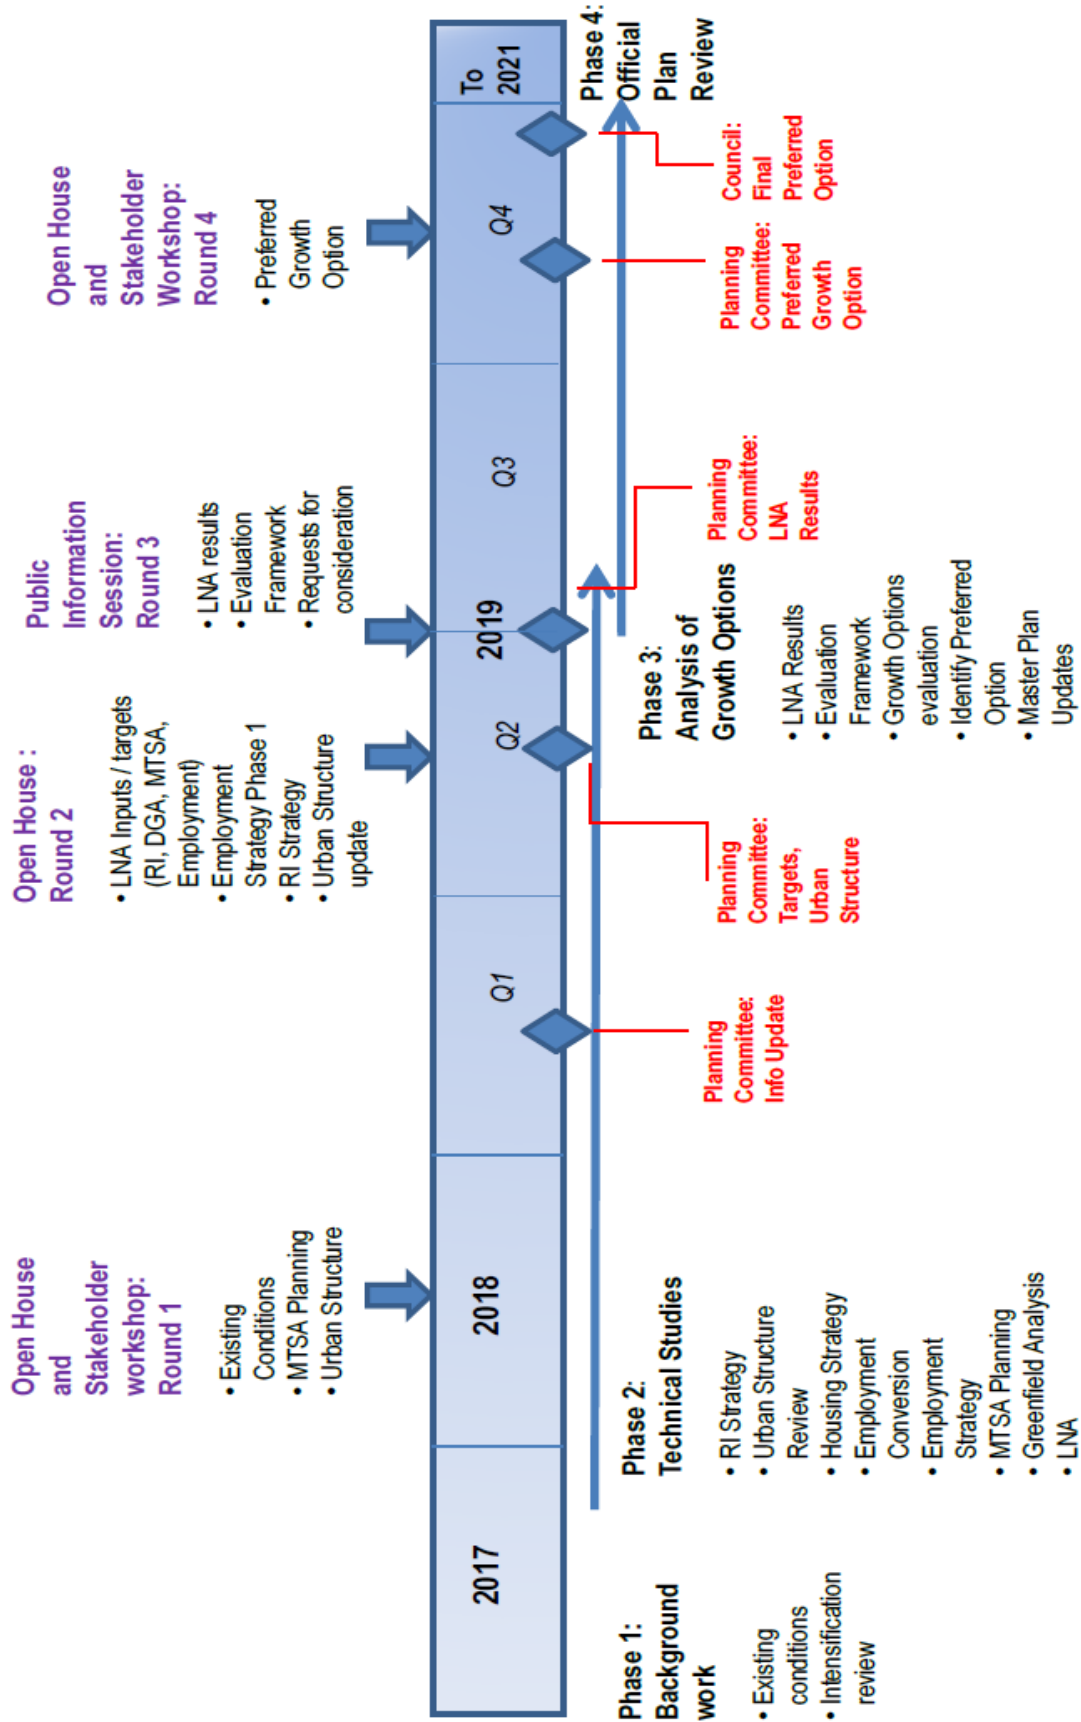 Open House
and
Stakeholder
workshop:
Round 1
• Existing
Conditions
• MTSA Planning
• Urban Structure
Open House :
Round 2
• LNA Inputs / targets
(RI, DGA, MTSA,
Employment)
• Employment
Strategy Phase 1
• RI Strategy
• Urban Structure
update
Public
Information
Session:
Round 3
• LNA results
• Evaluation
Framework
• Requests for
consideration
Open House
and
Stakeholder
Workshop:
Round 4
• Preferred
Growth
Option
2017
2018
Q1
Q2
2019
Q3
Q4
To
2021
Phase 1:
Background
work
• Existing
conditions
• Intensification
review
Phase 2:
Technical Studies
• RI Strategy
• Urban Structure
Review
• Housing Strategy
• Employment
Conversion
• Employment
Strategy
• MTSA Planning
• Greenfield Analysis
• LNA
Planning
Committee:
Info Update
Planning
Committee:
Targets,
Urban
Structure
Phase 3:
Analysis of
Growth Options
• LNA Results
• Evaluation
Framework
• Growth Options
evaluation
• Identify Preferred
Option
• Master Plan
Updates
Planning
Committee:
LNA
Results
Planning
Committee:
Preferred
Growth
Option
Council:
Final
Preferred
Option
Phase 4:
Official
Plan
Review